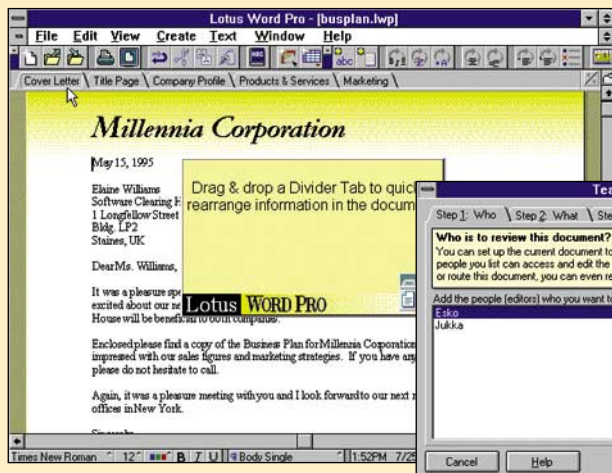 Lotus Word Pro - [busplan.lwp]
File Edit View Create Text Window Help
Cover Letter Title Page Company Profile Products & Services Marketing
Millennia Corporation
May 15, 1995
Elaine Williams
Software Clearing H
1 Longfellow Street
Bldg. LP2
Staines, UK
Dear Ms. Williams,
It was a pleasure spe
excited about our ne
House will be beneficial to both companies.
Enclosed please find a copy of the Business Plan for Millennia Corporation
impressed with our sales figures and marketing strategies. If you have any
please do not hesitate to call.
Again, it was a pleasure meeting with you and I look forward to our next
offices in New York.
Drag & drop a Divider Tab to quic
rearrange information in the docum
Lotus WORD PRO
Times New Roman 12 B I U Body Single 1:52PM 7/25
Tea
Step 1: Who Step 2: What Ste
Who is to review this document?
You can set up the current document to
people you list can access and edit the
or route this document, you can even re
Add the people (editors) who you want to
Esko
Jukka
Cancel Help